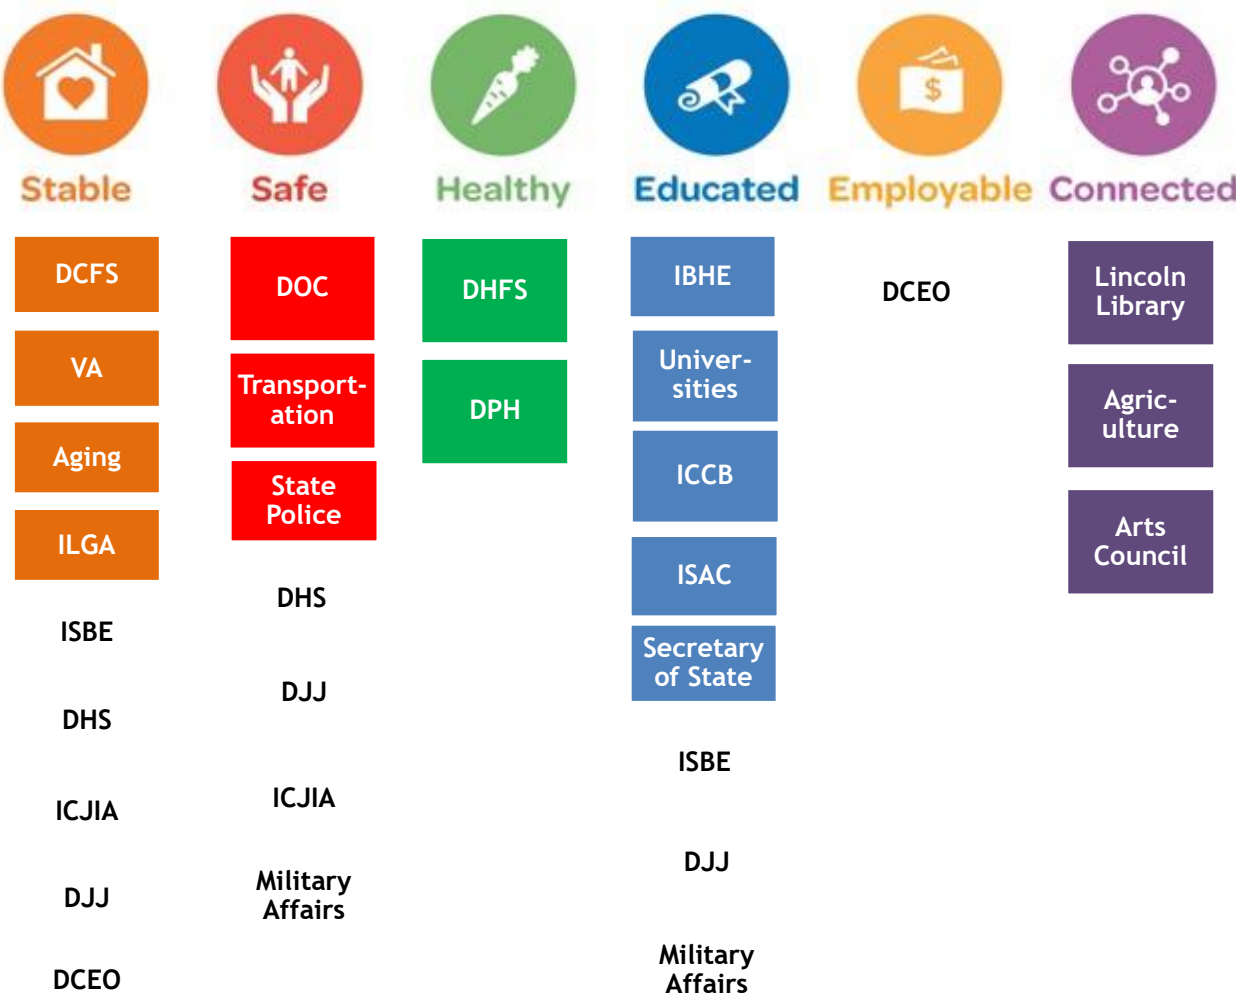 Stable
Safe
Healthy
Educated
Employable
Connected
DCFS
VA
Aging
ILGA
ISBE
DHS
ICJIA
DJJ
DCEO
DOC
Transport-
ation
State
Police
DHS
DJJ
ICJIA
Military
Affairs
DHFS
DPH
IBHE
Univer-
sities
ICCB
ISAC
Secretary
of State
ISBE
DJJ
Military
Affairs
$
DCEO
Lincoln
Library
Agric-
ulture
Arts
Council